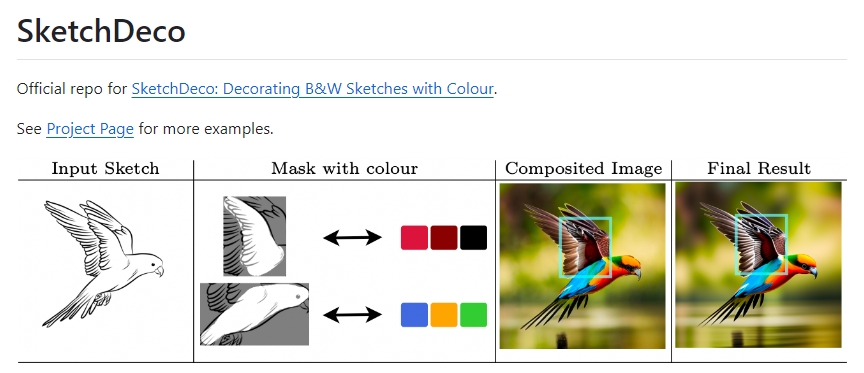 SketchDeco
Official repo for SketchDeco: Decorating B&W Sketches with Colour.
See Project Page for more examples.
Input Sketch
Mask with colour
Composited Image
Final Result